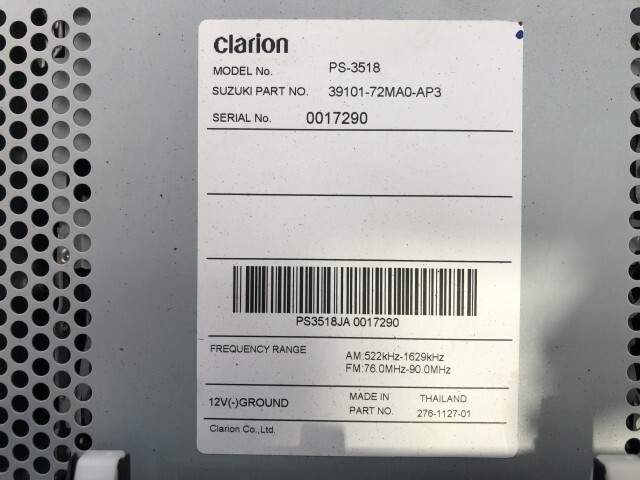 clarion
MODEL No. PS-3518
SUZUKI PART NO. 39101-72MA0-AP3
SERIAL No. 0017290
PS3518JA 0017290
FREQUENCY RANGE AM:522kHz-1629kHz
FM:76.0MHz-90.0MHz
12V(-)GROUND MADE IN THAILAND
PART NO. 276-1127-01
Clarion Co.,Ltd.